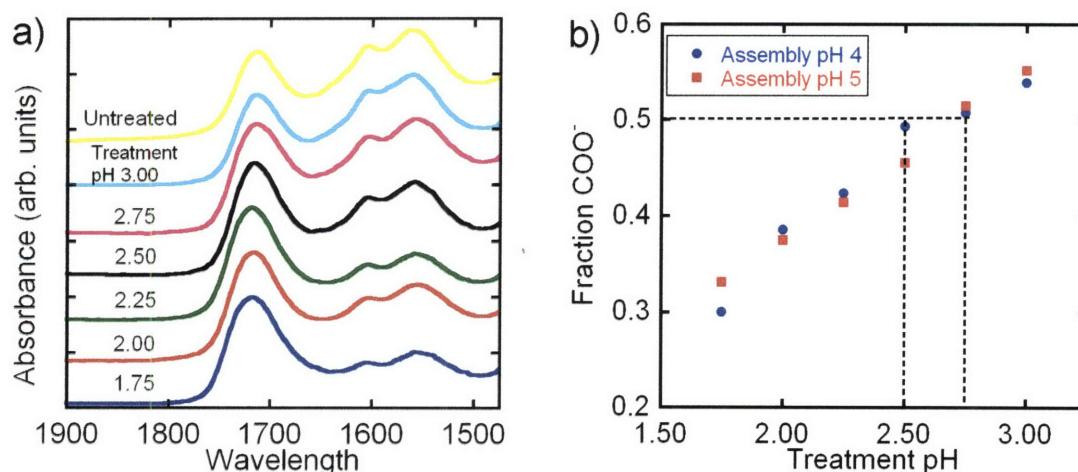 a)
Absorbance (arb. units)
Untreated
Treatment
pH 3.00
2.75
2.50
2.25
2.00
1.75
1900 1800 1700 1600 1500
Wavelength
b)
Fraction COO⁻
0.6
0.5
0.4
0.3
0.2
Assembly pH 4
Assembly pH 5
1.50 2.00 2.50 3.00
Treatment pH